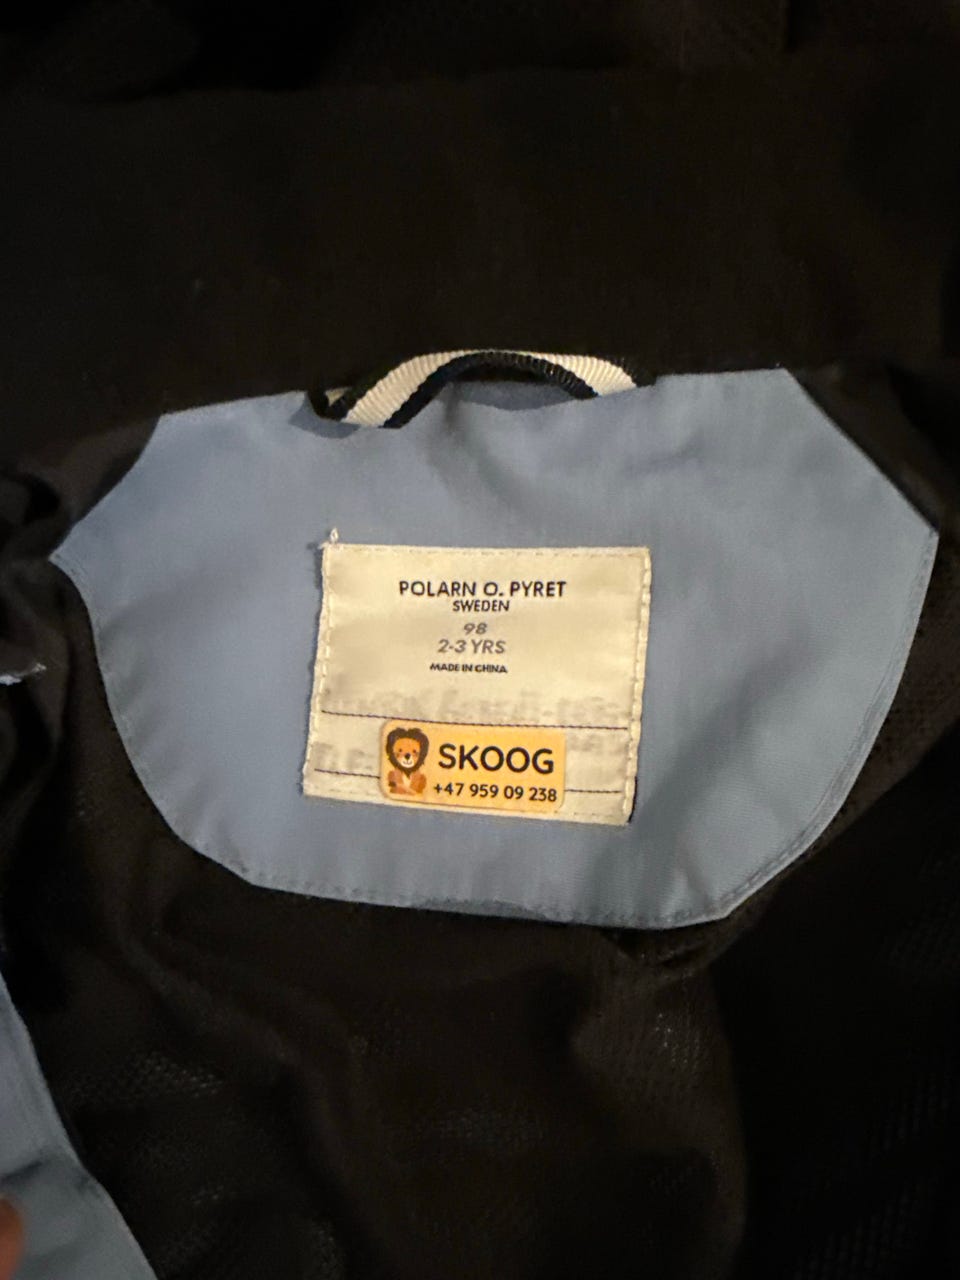 POLARN O. PYRET
SWEDEN
98
2-3 YRS
MADE IN CHINA
SKOOG
+47 959 09 238